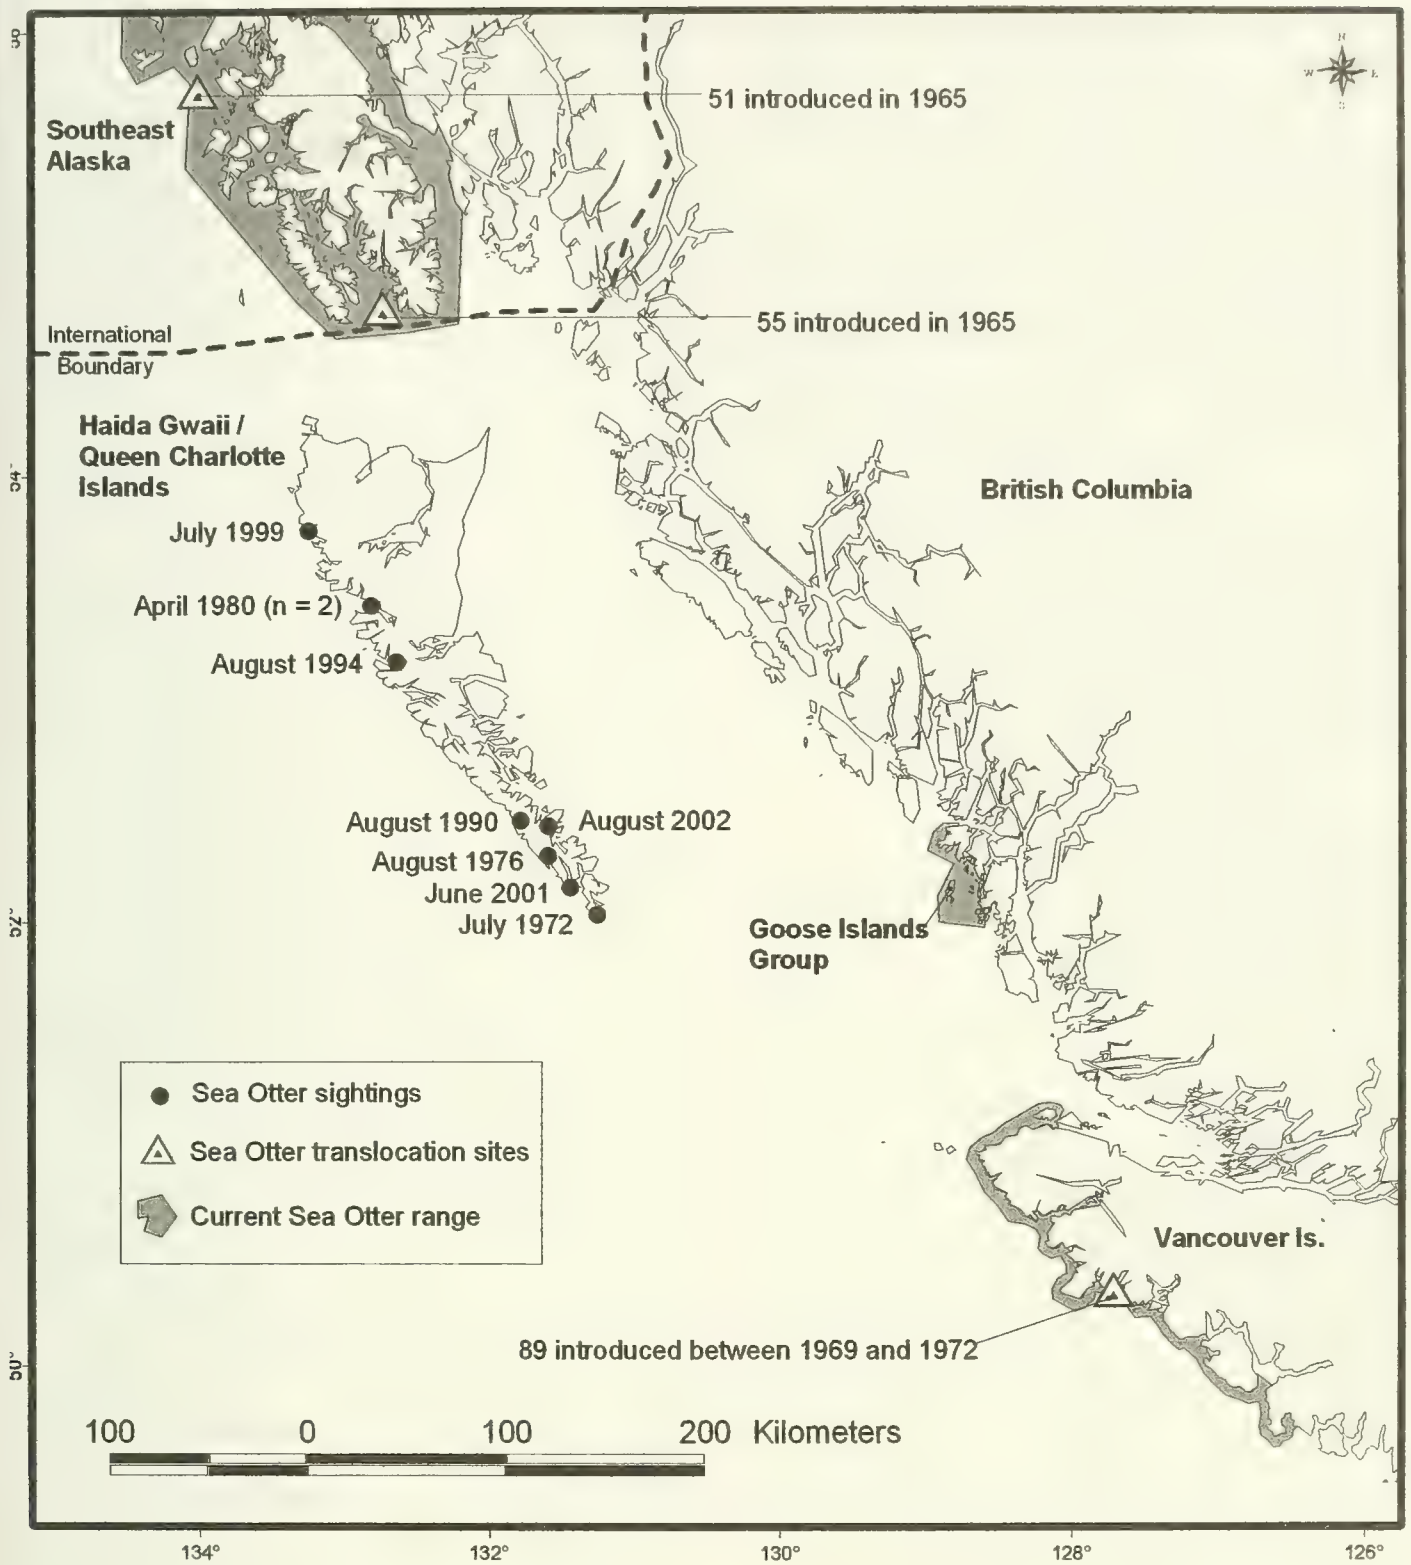 N
W E
S
51 introduced in 1965
Southeast
Alaska
International
Boundary
55 introduced in 1965
Haida Gwaii /
Queen Charlotte
Islands
54°
British Columbia
July 1999
April 1980 (n = 2)
August 1994
August 1990
August 2002
August 1976
June 2001
July 1972
52°
Goose Islands
Group
Sea Otter sightings
Sea Otter translocation sites
Current Sea Otter range
Vancouver Is.
89 introduced between 1969 and 1972
50°
100 0 100 200 Kilometers
134° 132° 130° 128° 126°